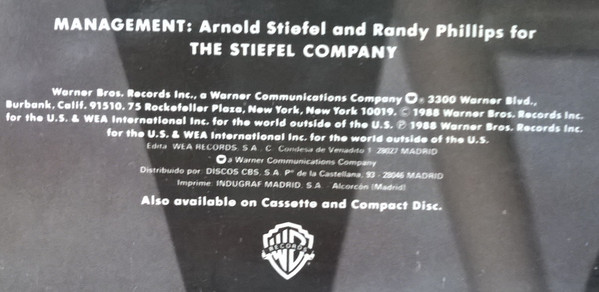 MANAGEMENT: Arnold Stiefel and Randy Phillips for
THE STIEFEL COMPANY
Warner Bros. Records Inc., a Warner Communications Company ® 3300 Warner Blvd.,
Burbank, Calif. 91510. 75 Rockefeller Plaza, New York, New York 10019. © 1988 Warner Bros. Records Inc.
for the U.S. & WEA International Inc. for the world outside of the U.S. ℗ 1988 Warner Bros. Records Inc.
for the U.S. & WEA International Inc. for the world outside of the U.S.
Edita: WEA RECORDS, S.A., C. Condesa de Venadito 1 28027 MADRID
a Warner Communications Company
Distribuido por: DISCOS CBS, S.A. Pº de la Castellana, 93 - 28046 MADRID
Imprime: INDUGRAF MADRID, S.A. Alcorcón (Madrid)
Also available on Cassette and Compact Disc.
WB
RECORDS